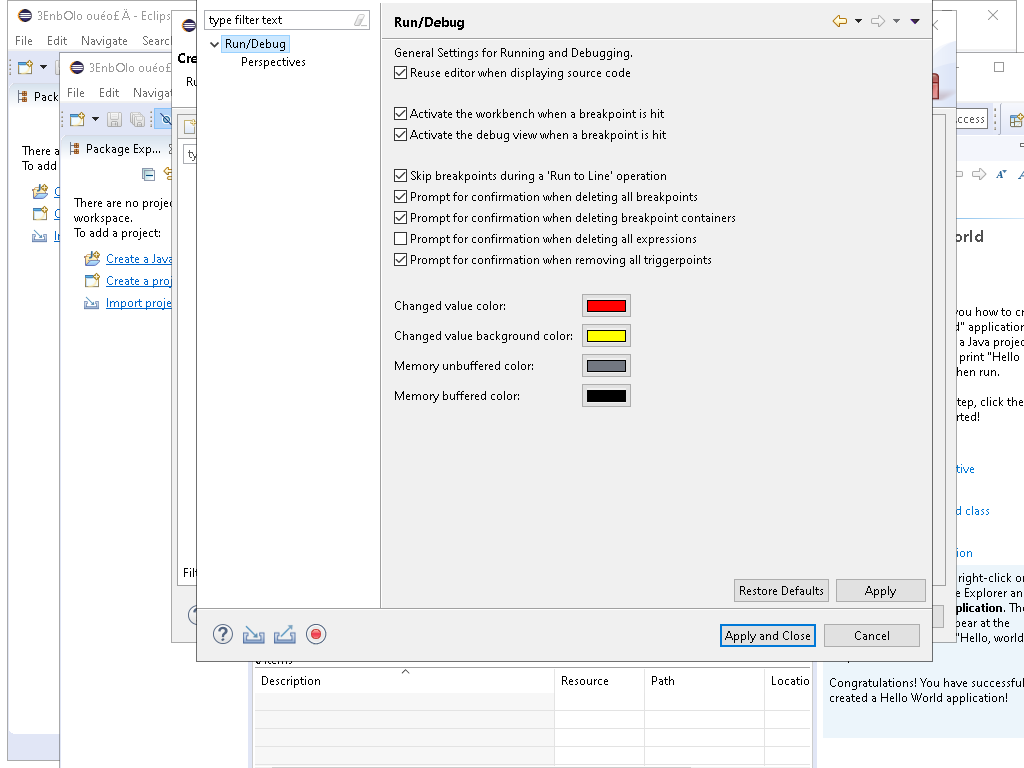 3EnbOlo ouéo£Ä - Eclips
File Edit Navigate Searc
Pack
There a
To add
3EnbOlo ouéo£
File Edit Naviga
Package Exp...
There are no proje
workspace.
To add a project:
Create a Java
Create a proj
Import proje
Cre
Ru
ty
Filt
type filter text
Run/Debug
Perspectives
Run/Debug
General Settings for Running and Debugging.
Reuse editor when displaying source code
Activate the workbench when a breakpoint is hit
Activate the debug view when a breakpoint is hit
Skip breakpoints during a 'Run to Line' operation
Prompt for confirmation when deleting all breakpoints
Prompt for confirmation when deleting breakpoint containers
Prompt for confirmation when deleting all expressions
Prompt for confirmation when removing all triggerpoints
Changed value color:
Changed value background color:
Memory unbuffered color:
Memory buffered color:
Restore Defaults Apply
Apply and Close Cancel
ccess
orld
you how to cr
d" application
a Java projec
print "Hello
hen run.
tep, click the
rted!
tive
d class
ion
right-click or
e Explorer an
plication. The
pear at the
"Hello, world
Congratulations! You have successful
created a Hello World application!
0 items
Description Resource Path Locatio